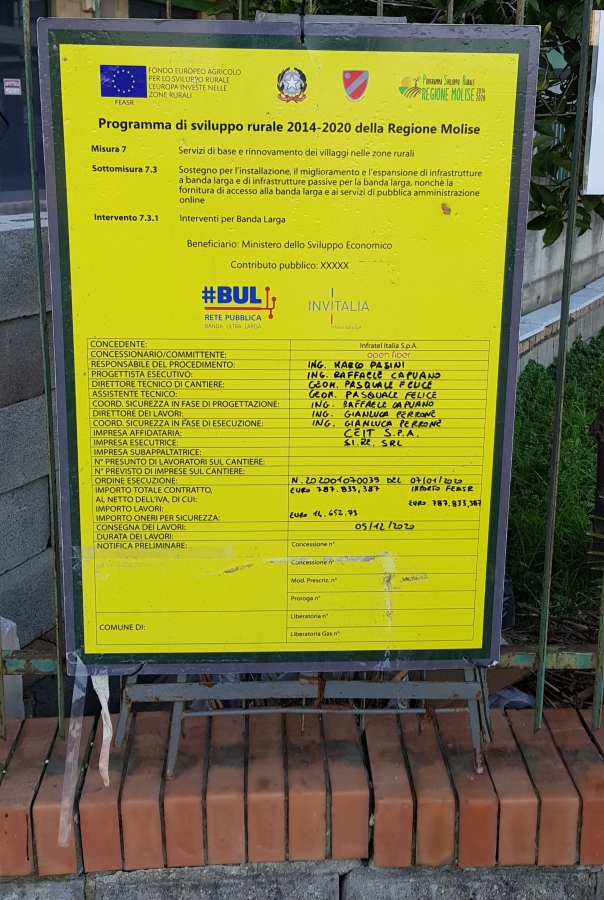 FONDO EUROPEO AGRICOLO
PER LO SVILUPPO RURALE
L'EUROPA INVESTE NELLE
ZONE RURALI
FEASR
PROGRAMMA SVILUPPO RURALE
REGIONE MOLISE 2014 2020
Programma di sviluppo rurale 2014-2020 della Regione Molise
Misura 7 Servizi di base e rinnovamento dei villaggi nelle zone rurali
Sottomisura 7.3 Sostegno per l'installazione, il miglioramento e l'espansione di infrastrutture
a banda larga e di infrastrutture passive per la banda larga, nonchè la
fornitura di accesso alla banda larga e ai servizi di pubblica amministrazione
online
Intervento 7.3.1 Interventi per Banda Larga
Beneficiario: Ministero dello Sviluppo Economico
Contributo pubblico: XXXXX
#BUL
RETE PUBBLICA
BANDA ULTRA LARGA
INVITALIA
Infratel Italia SpA
CONCEDENTE: Infratel Italia S.p.A.
CONCESSIONARIO/COMMITTENTE: open fiber
RESPONSABILE DEL PROCEDIMENTO: ING. MARCO PASINI
PROGETTISTA ESECUTIVO: ING. RAFFAELE CAPUANO
DIRETTORE TECNICO DI CANTIERE: GEOM. PASQUALE FELICE
ASSISTENTE TECNICO: GEOM. PASQUALE FELICE
COORD. SICUREZZA IN FASE DI PROGETTAZIONE: ING. RAFFAELE CAPUANO
DIRETTORE DEI LAVORI: ING. GIANLUCA PERRONE
COORD. SICUREZZA IN FASE DI ESECUZIONE: ING. GIANLUCA PERRONE
IMPRESA AFFIDATARIA: CEIT S.P.A.
IMPRESA ESECUTRICE: SI.RE. SRL
IMPRESA SUBAPPALTATRICE:
N° PRESUNTO DI LAVORATORI SUL CANTIERE:
N° PREVISTO DI IMPRESE SUL CANTIERE:
ORDINE ESECUZIONE: N. 202001070039 DEL 07/01/2020
IMPORTO TOTALE CONTRATTO, EURO 787.833,387 IMPORTO FEASR
AL NETTO DELL'IVA, DI CUI: EURO 787.833,387
IMPORTO LAVORI:
IMPORTO ONERI PER SICUREZZA: EURO 14.652,73
CONSEGNA DEI LAVORI: 05/12/2020
DURATA DEI LAVORI:
NOTIFICA PRELIMINARE: Concessione n°
Concessione n°
Mod. Prescriz. n°
Proroga n°
Liberatoria n°
COMUNE DI:
Liberatoria Gas n°